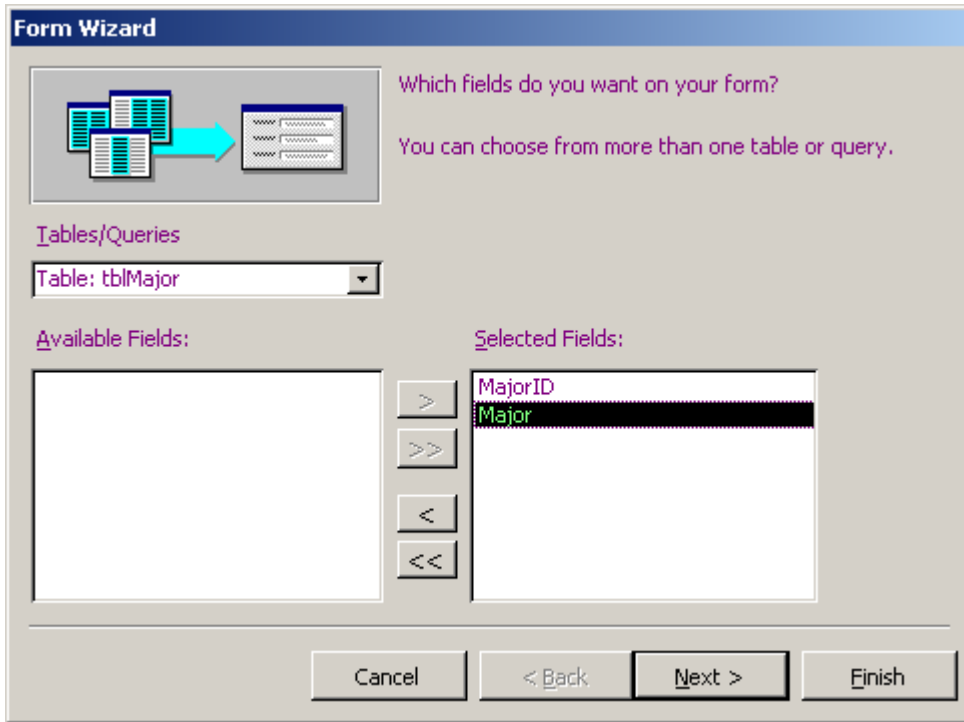 Form Wizard
Which fields do you want on your form?
You can choose from more than one table or query.
Tables/Queries
Table: tblMajor
Available Fields:
Selected Fields:
MajorID
Major
>
>>
<
<<
Cancel
< Back
Next >
Finish